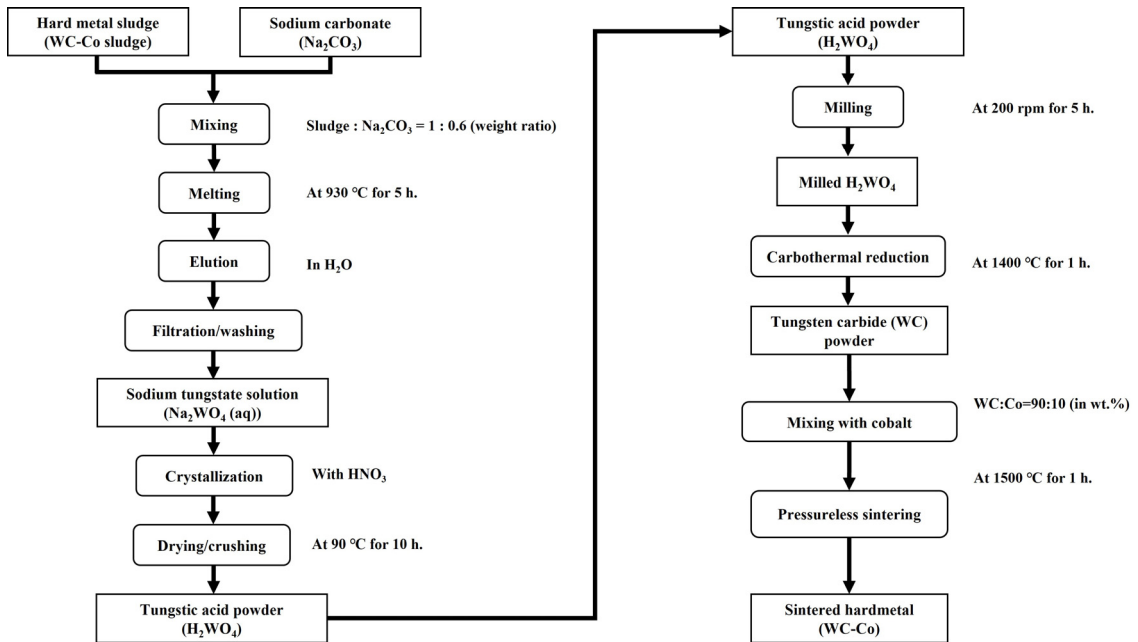 Hard metal sludge
(WC-Co sludge)
Sodium carbonate
(Na₂CO₃)
Mixing
Sludge : Na₂CO₃ = 1 : 0.6 (weight ratio)
Melting
At 930 °C for 5 h.
Elution
In H₂O
Filtration/washing
Sodium tungstate solution
(Na₂WO₄ (aq))
Crystallization
With HNO₃
Drying/crushing
At 90 °C for 10 h.
Tungstic acid powder
(H₂WO₄)
Tungstic acid powder
(H₂WO₄)
Milling
At 200 rpm for 5 h.
Milled H₂WO₄
Carbothermal reduction
At 1400 °C for 1 h.
Tungsten carbide (WC)
powder
WC:Co=90:10 (in wt.%)
Mixing with cobalt
At 1500 °C for 1 h.
Pressureless sintering
Sintered hardmetal
(WC-Co)